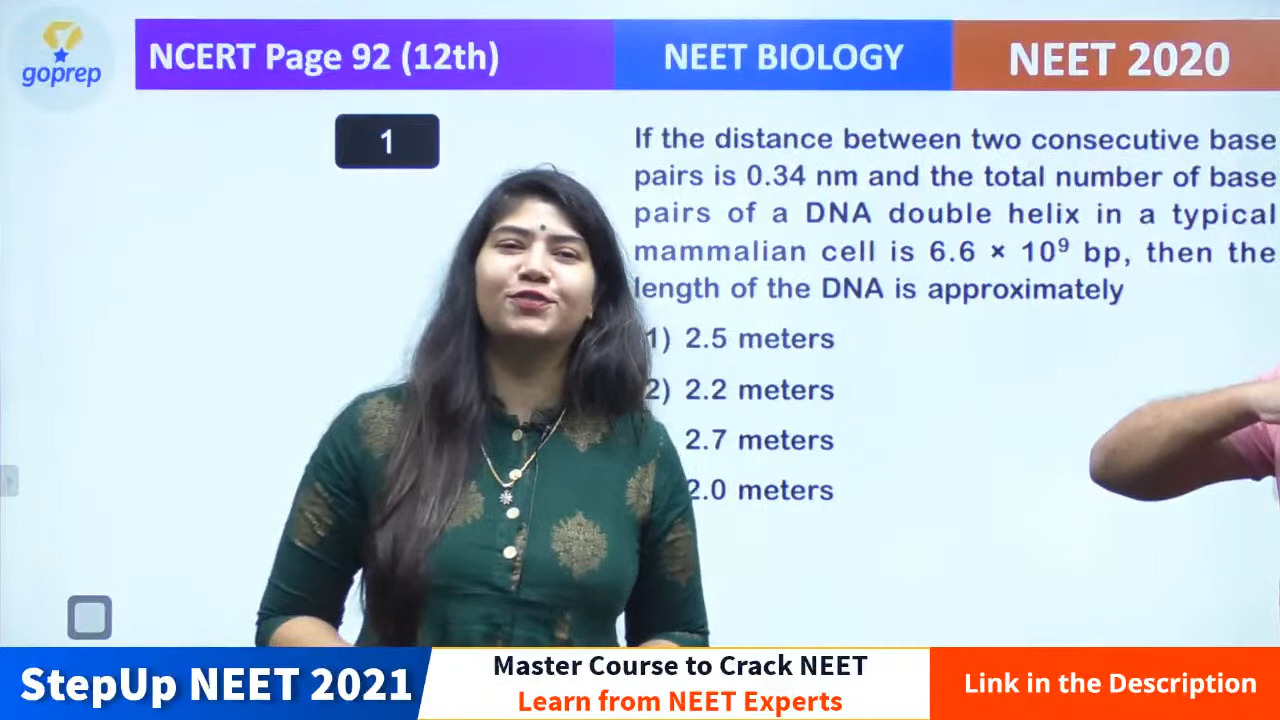 goprep
NCERT Page 92 (12th)
NEET BIOLOGY
NEET 2020
1
If the distance between two consecutive base
pairs is 0.34 nm and the total number of base
pairs of a DNA double helix in a typical
mammalian cell is 6.6 × 10⁹ bp, then the
length of the DNA is approximately
1) 2.5 meters
2) 2.2 meters
2.7 meters
2.0 meters
StepUp NEET 2021
Master Course to Crack NEET
Learn from NEET Experts
Link in the Description